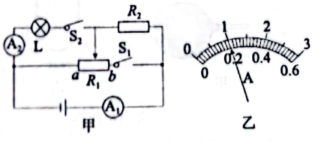 A₂ L S₂ R₂
a R₁ b S₁
A₁
甲
0 1 2 3
0 0.2 0.4 0.6
A
乙